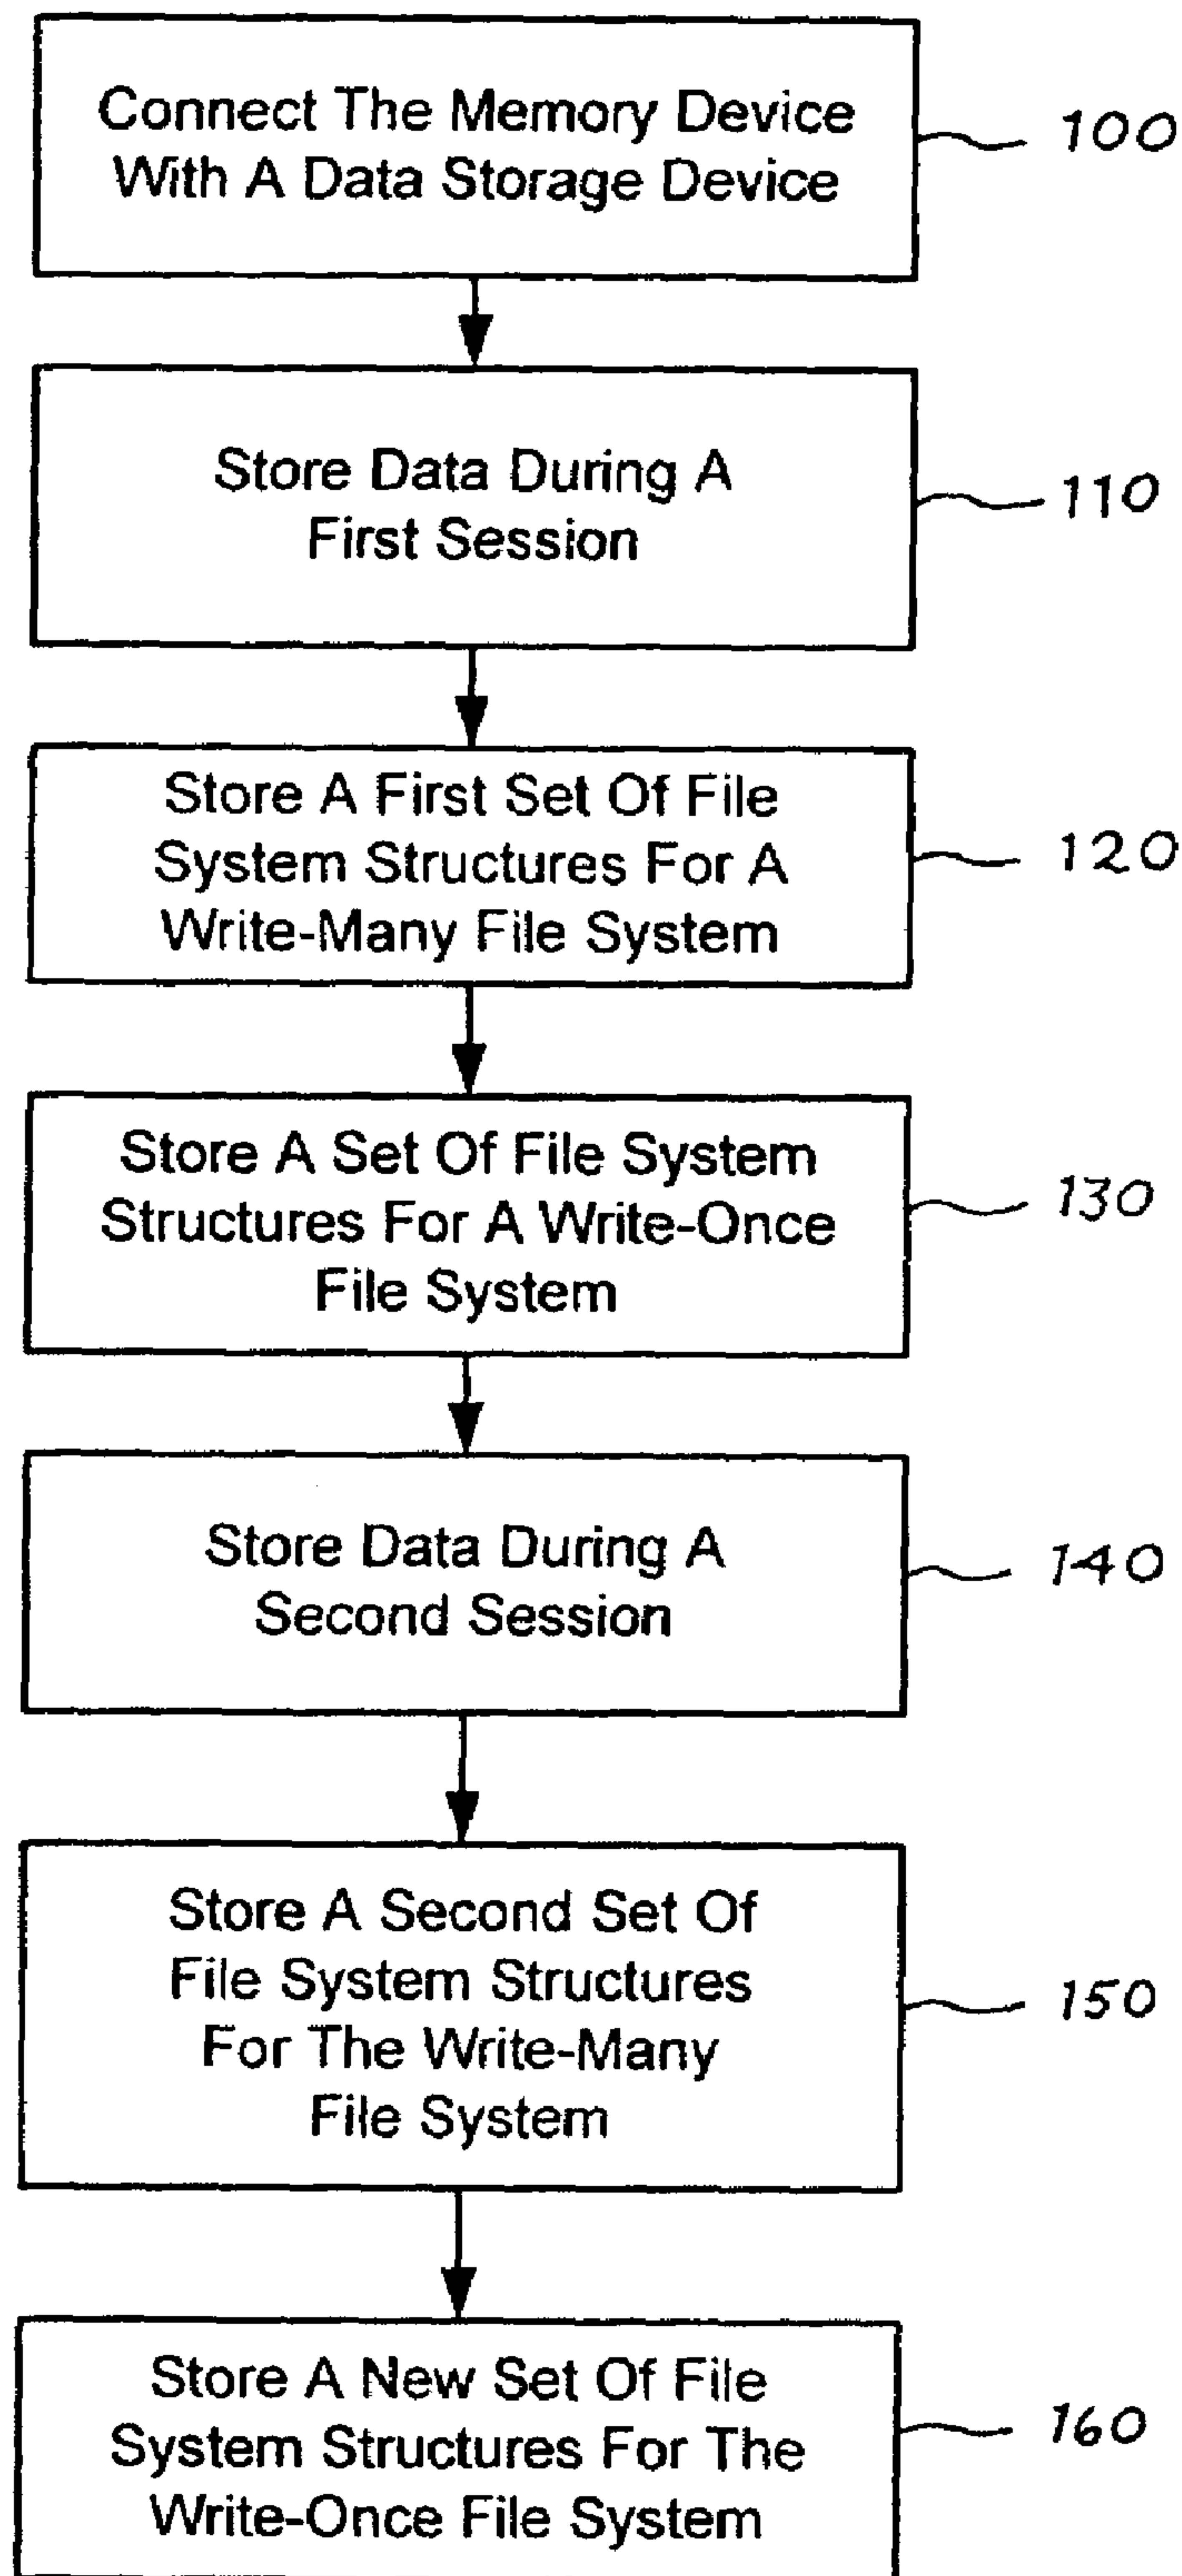 Connect The Memory Device
With A Data Storage Device
100
Store Data During A
First Session
110
Store A First Set Of File
System Structures For A
Write-Many File System
120
Store A Set Of File System
Structures For A Write-Once
File System
130
Store Data During A
Second Session
140
Store A Second Set Of
File System Structures
For The Write-Many
File System
150
Store A New Set Of File
System Structures For The
Write-Once File System
160